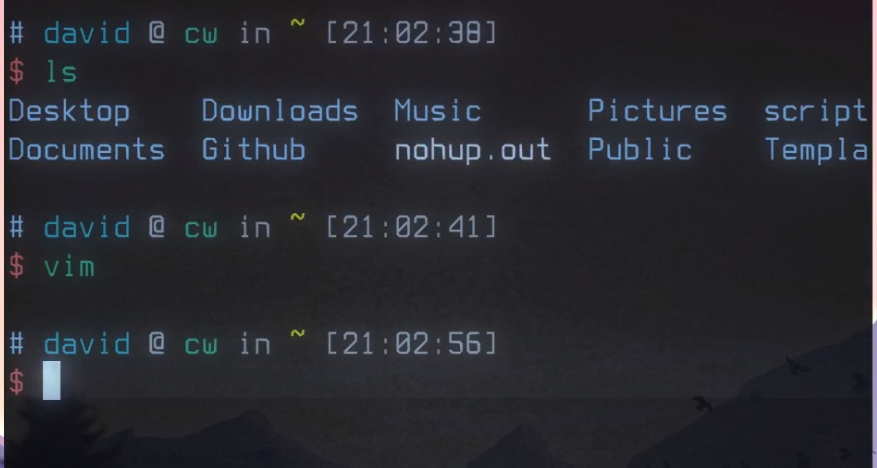 # david @ cw in ~ [21:02:38]
$ ls
Desktop Downloads Music Pictures script
Documents Github nohup.out Public Templa
# david @ cw in ~ [21:02:41]
$ vim
# david @ cw in ~ [21:02:56]
$